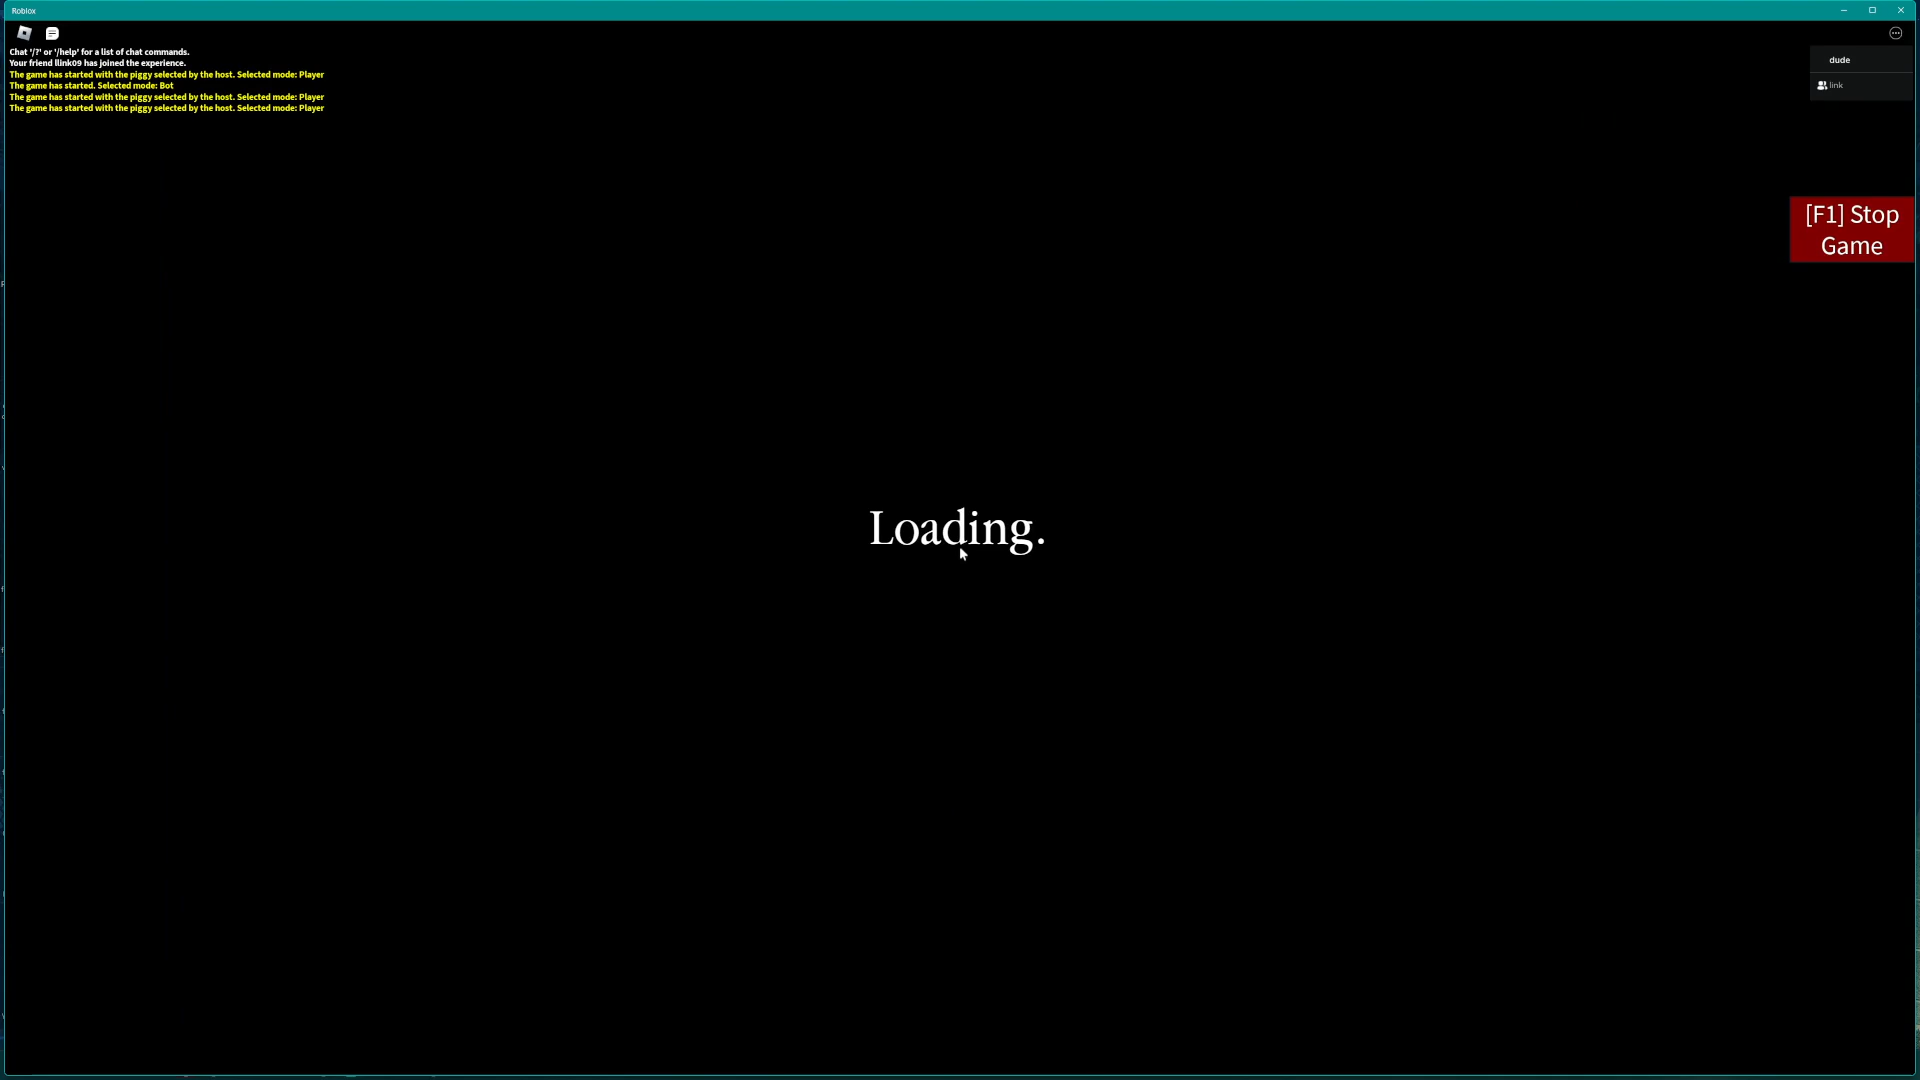 Roblox
Chat '/?' or '/help' for a list of chat commands.
Your friend llink09 has joined the experience.
The game has started with the piggy selected by the host. Selected mode: Player
The game has started. Selected mode: Bot
The game has started with the piggy selected by the host. Selected mode: Player
The game has started with the piggy selected by the host. Selected mode: Player
dude
link
[F1] Stop
Game
Loading.